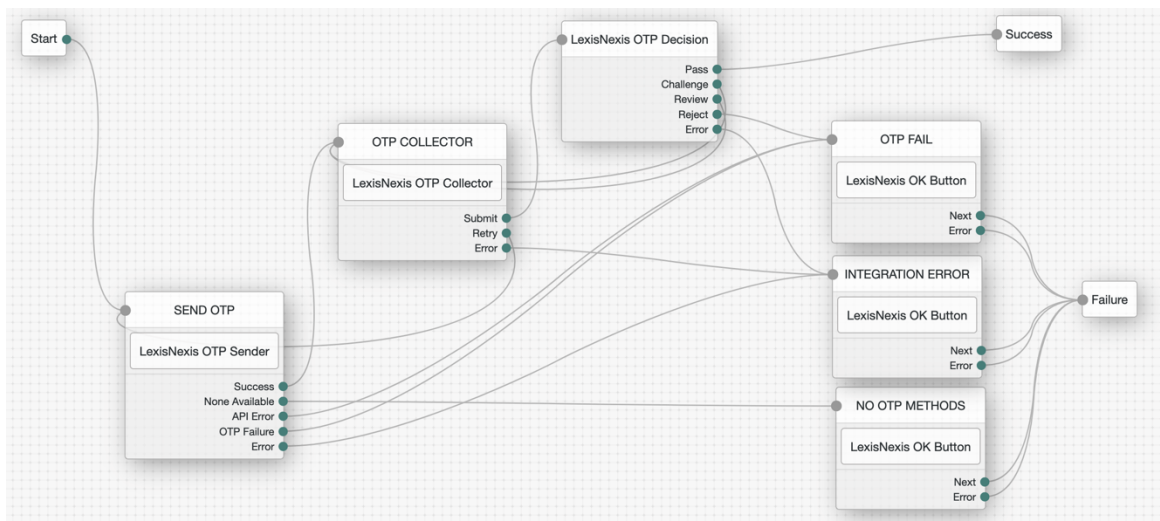 Start
LexisNexis OTP Decision
Pass
Challenge
Review
Reject
Error
Success
OTP COLLECTOR
LexisNexis OTP Collector
Submit
Retry
Error
OTP FAIL
LexisNexis OK Button
Next
Error
INTEGRATION ERROR
LexisNexis OK Button
Next
Error
Failure
SEND OTP
LexisNexis OTP Sender
Success
None Available
API Error
OTP Failure
Error
NO OTP METHODS
LexisNexis OK Button
Next
Error